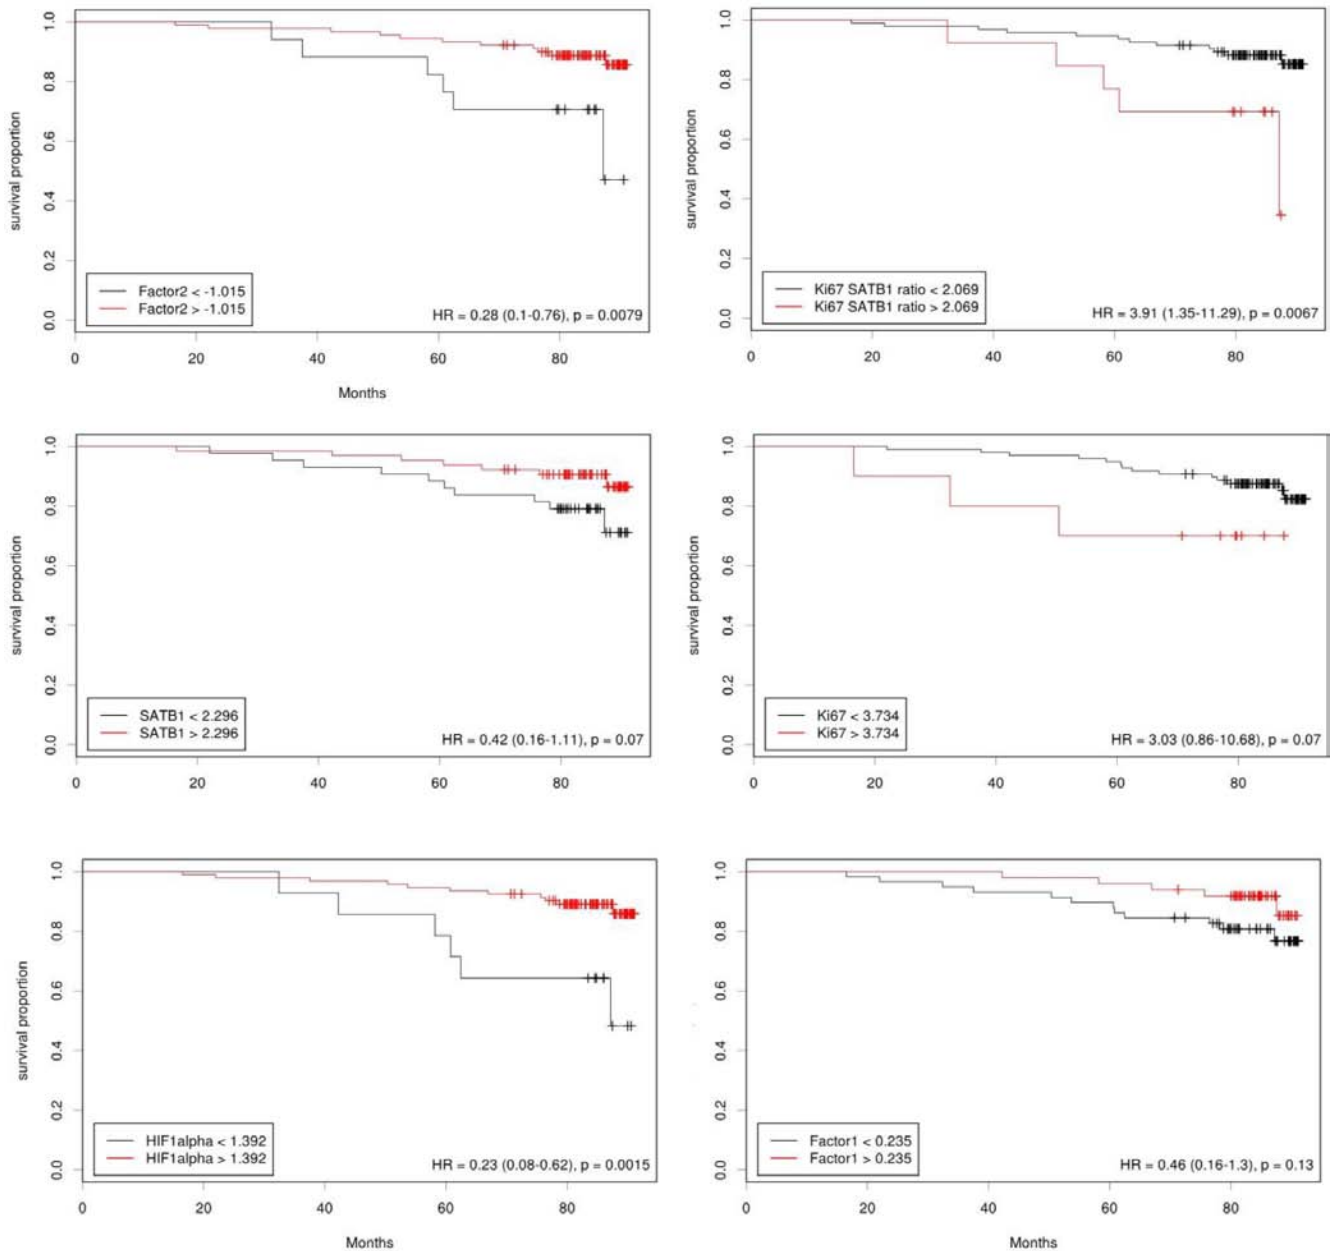 survival proportion
1.0
0.8
0.6
0.4
0.2
0.0
Factor2 < -1.015
Factor2 > -1.015
HR = 0.28 (0.1-0.76), p = 0.0079
0 20 40 60 80
Months
survival proportion
1.0
0.8
0.6
0.4
0.2
0.0
Ki67 SATB1 ratio < 2.069
Ki67 SATB1 ratio > 2.069
HR = 3.91 (1.35-11.29), p = 0.0067
0 20 40 60 80
survival proportion
1.0
0.8
0.6
0.4
0.2
0.0
SATB1 < 2.296
SATB1 > 2.296
HR = 0.42 (0.16-1.11), p = 0.07
0 20 40 60 80
survival proportion
1.0
0.8
0.6
0.4
0.2
0.0
Ki67 < 3.734
Ki67 > 3.734
HR = 3.03 (0.86-10.68), p = 0.07
0 20 40 60 80
survival proportion
1.0
0.8
0.6
0.4
0.2
0.0
HIF1alpha < 1.392
HIF1alpha > 1.392
HR = 0.23 (0.08-0.62), p = 0.0015
0 20 40 60 80
Months
1.0
0.8
0.6
0.4
0.2
0.0
Factor1 < 0.235
Factor1 > 0.235
HR = 0.46 (0.16-1.3), p = 0.13
0 20 40 60 80
Months